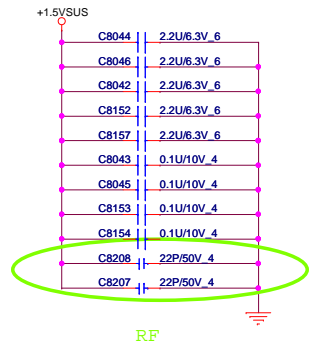 +1.5VSUS
C8044 2.2U/6.3V_6
C8046 2.2U/6.3V_6
C8042 2.2U/6.3V_6
C8152 2.2U/6.3V_6
C8157 2.2U/6.3V_6
C8043 0.1U/10V_4
C8045 0.1U/10V_4
C8153 0.1U/10V_4
C8154 0.1U/10V_4
C8208 22P/50V_4
C8207 22P/50V_4
RF